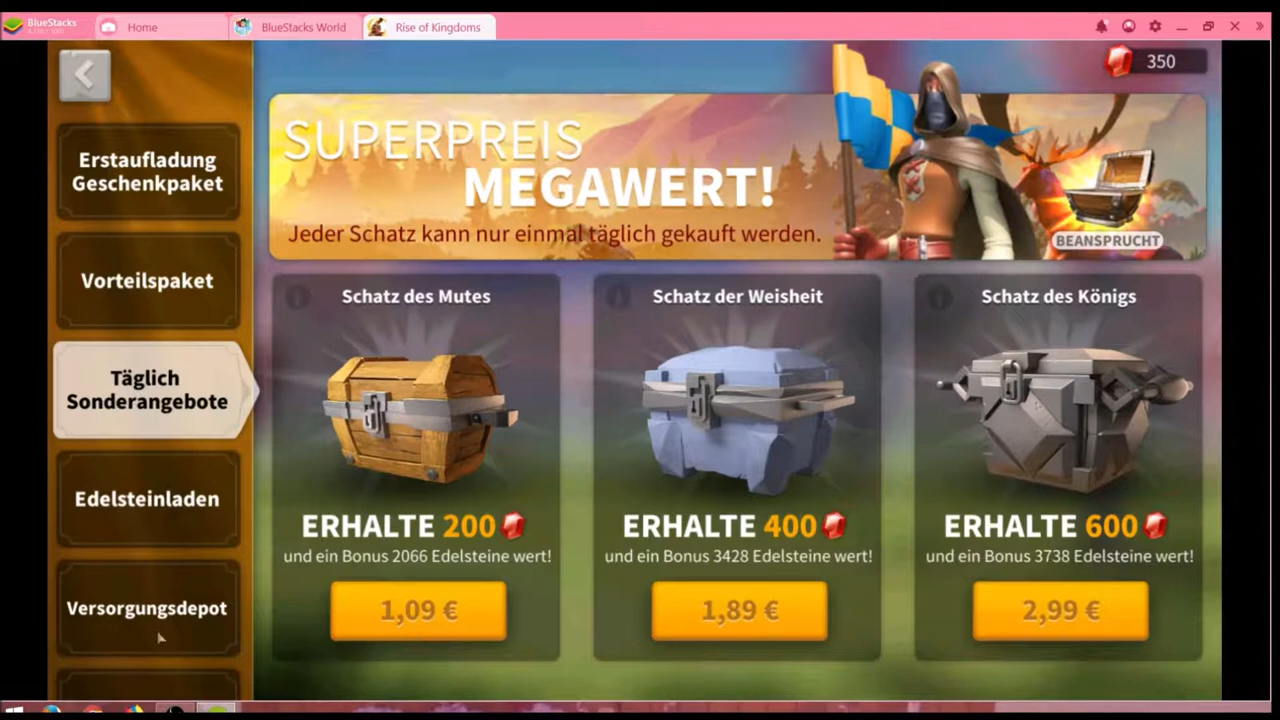 BlueStacks
Home
BlueStacks World
Rise of Kingdoms
350
SUPERPREIS
MEGAWERT!
Jeder Schatz kann nur einmal täglich gekauft werden.
BEANSPRUCHT
Erstaufladung
Geschenkpaket
Vorteilspaket
Täglich
Sonderangebote
Edelsteinladen
Versorgungsdepot
Schatz des Mutes
ERHALTE 200
und ein Bonus 2066 Edelsteine wert!
1,09 €
Schatz der Weisheit
ERHALTE 400
und ein Bonus 3428 Edelsteine wert!
1,89 €
Schatz des Königs
ERHALTE 600
und ein Bonus 3738 Edelsteine wert!
2,99 €